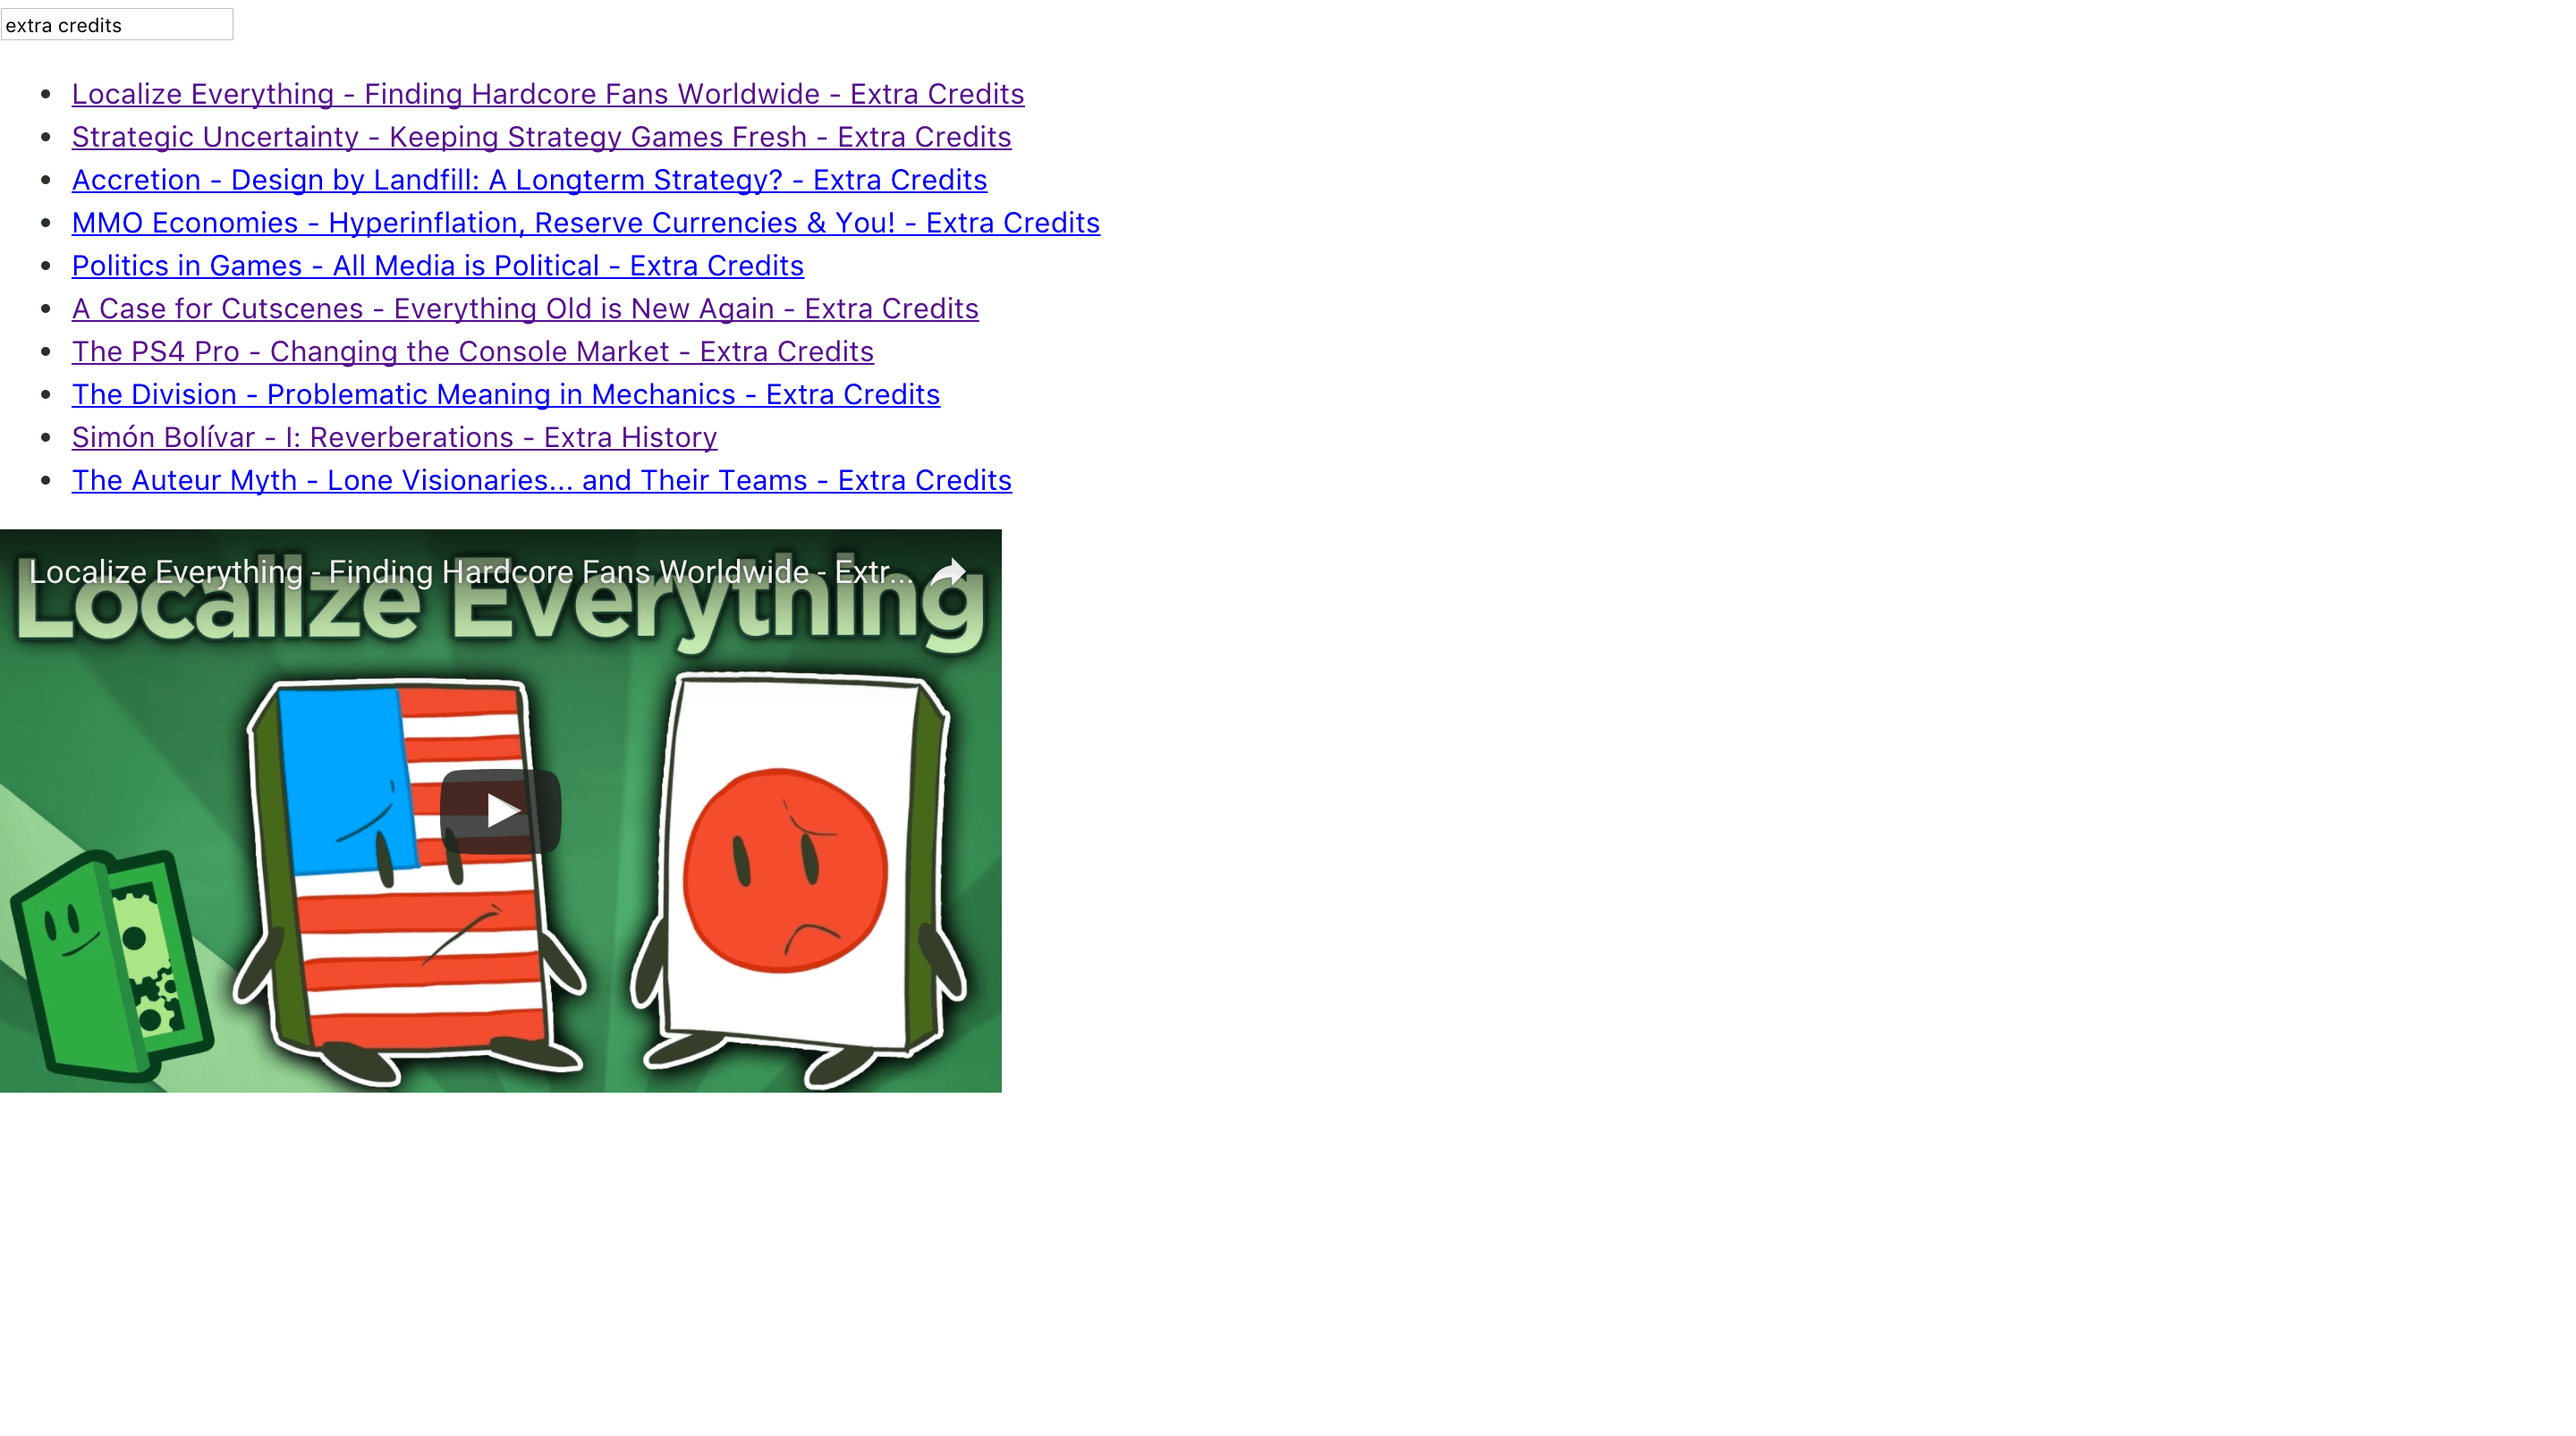 extra credits
Localize Everything - Finding Hardcore Fans Worldwide - Extra Credits
Strategic Uncertainty - Keeping Strategy Games Fresh - Extra Credits
Accretion - Design by Landfill: A Longterm Strategy? - Extra Credits
MMO Economies - Hyperinflation, Reserve Currencies & You! - Extra Credits
Politics in Games - All Media is Political - Extra Credits
A Case for Cutscenes - Everything Old is New Again - Extra Credits
The PS4 Pro - Changing the Console Market - Extra Credits
The Division - Problematic Meaning in Mechanics - Extra Credits
Simón Bolívar - I: Reverberations - Extra History
The Auteur Myth - Lone Visionaries... and Their Teams - Extra Credits
Localize Everything - Finding Hardcore Fans Worldwide - Extr...
Localize Everything